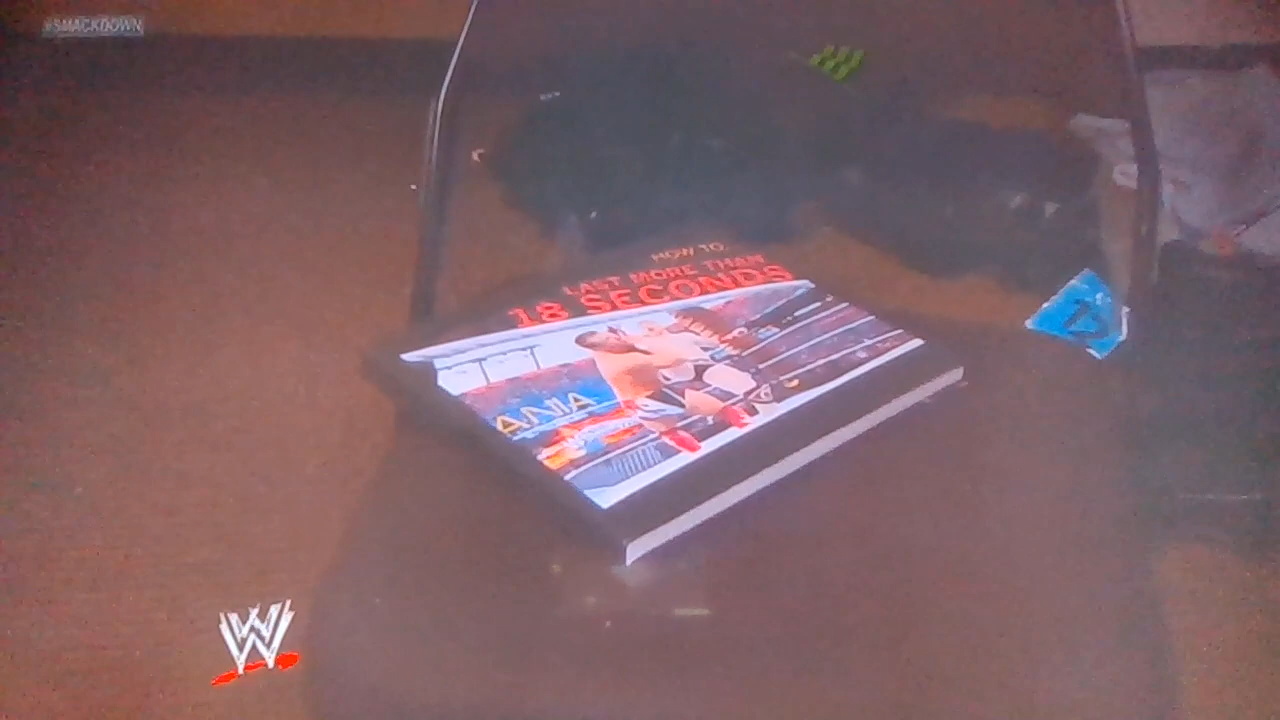 #SMACKDOWN
HOW TO:
LAST MORE THAN
18 SECONDS
ANIA
W